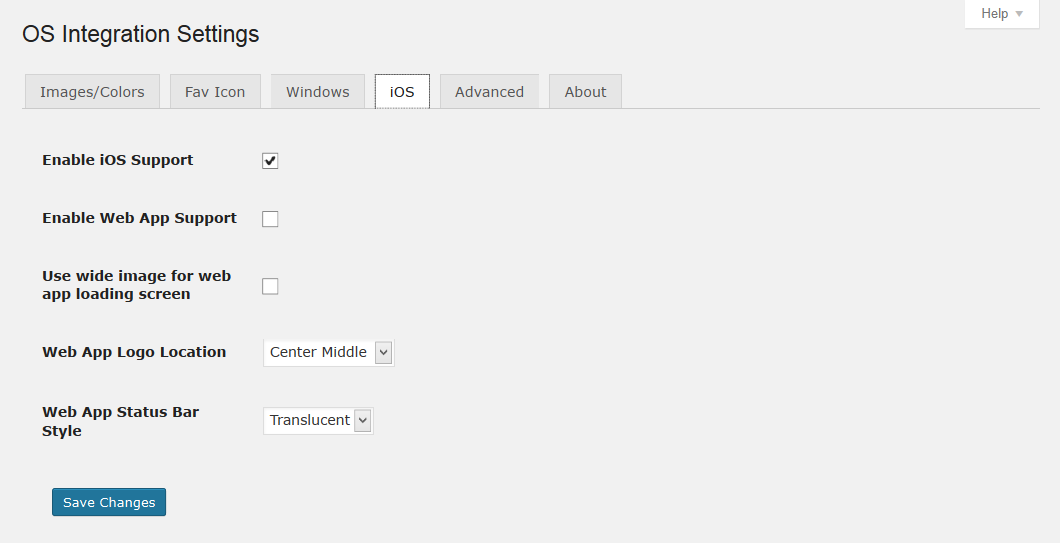 Help
OS Integration Settings
Images/Colors Fav Icon Windows iOS Advanced About
Enable iOS Support
Enable Web App Support
Use wide image for web
app loading screen
Web App Logo Location Center Middle
Web App Status Bar
Style
Translucent
Save Changes